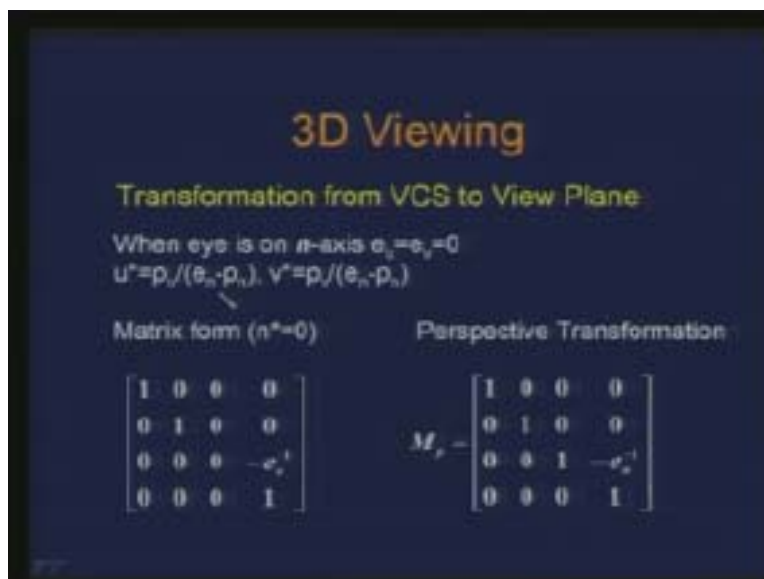 3D Viewing
Transformation from VCS to View Plane
When eye is on n-axis eᵤ=eᵥ=0
u*=pᵤ/(eₙ-pₙ), v*=pᵥ/(eₙ-pₙ)
Matrix form (n*=0)
Perspective Transformation
1 0 0 0
0 1 0 0
0 0 0 -eₙ⁻¹
0 0 0 1
Mₚ =
1 0 0 0
0 1 0 0
0 0 1 -eₙ⁻¹
0 0 0 1